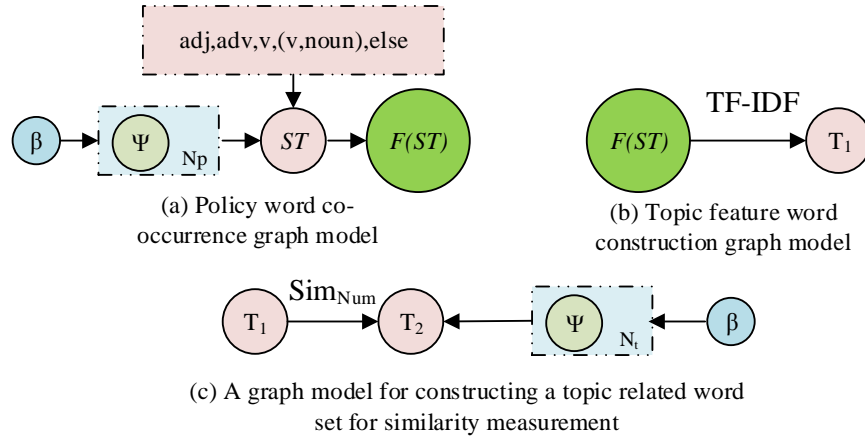 adj,adv,v,(v,noun),else
β
Ψ
Np
ST
F(ST)
(a) Policy word co-
occurrence graph model
F(ST)
TF-IDF
T₁
(b) Topic feature word
construction graph model
T₁
Sim_Num
T₂
Ψ
Nₜ
β
(c) A graph model for constructing a topic related word
set for similarity measurement